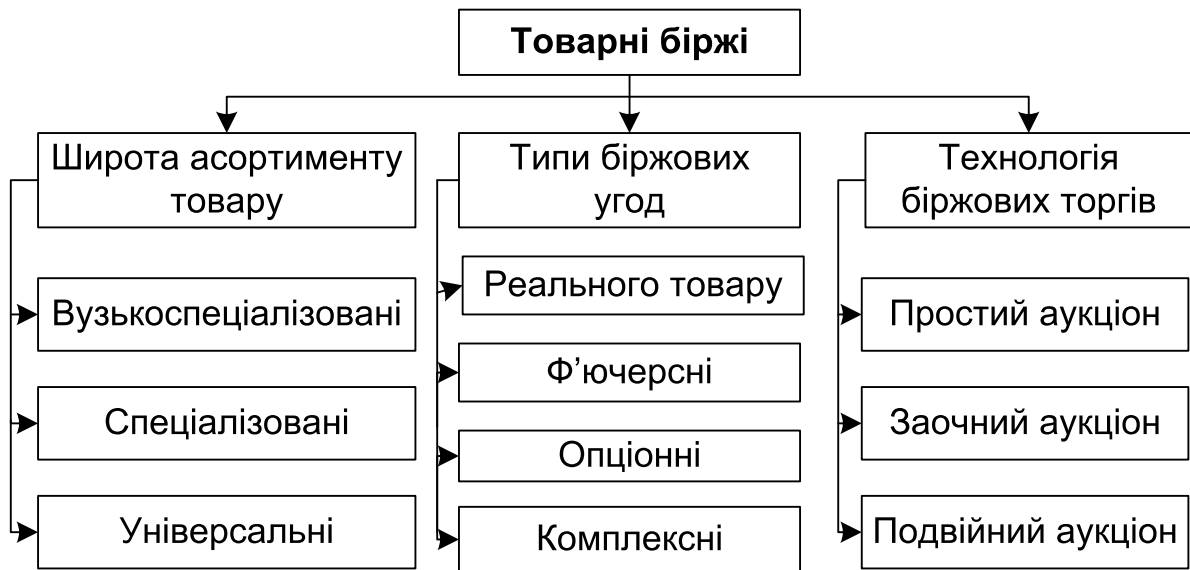 Товарні біржі
Широта асортименту
товару
Вузькоспеціалізовані
Спеціалізовані
Універсальні
Типи біржових
угод
Реального товару
Ф’ючерсні
Опціонні
Комплексні
Технологія
біржових торгів
Простий аукціон
Заочний аукціон
Подвійний аукціон